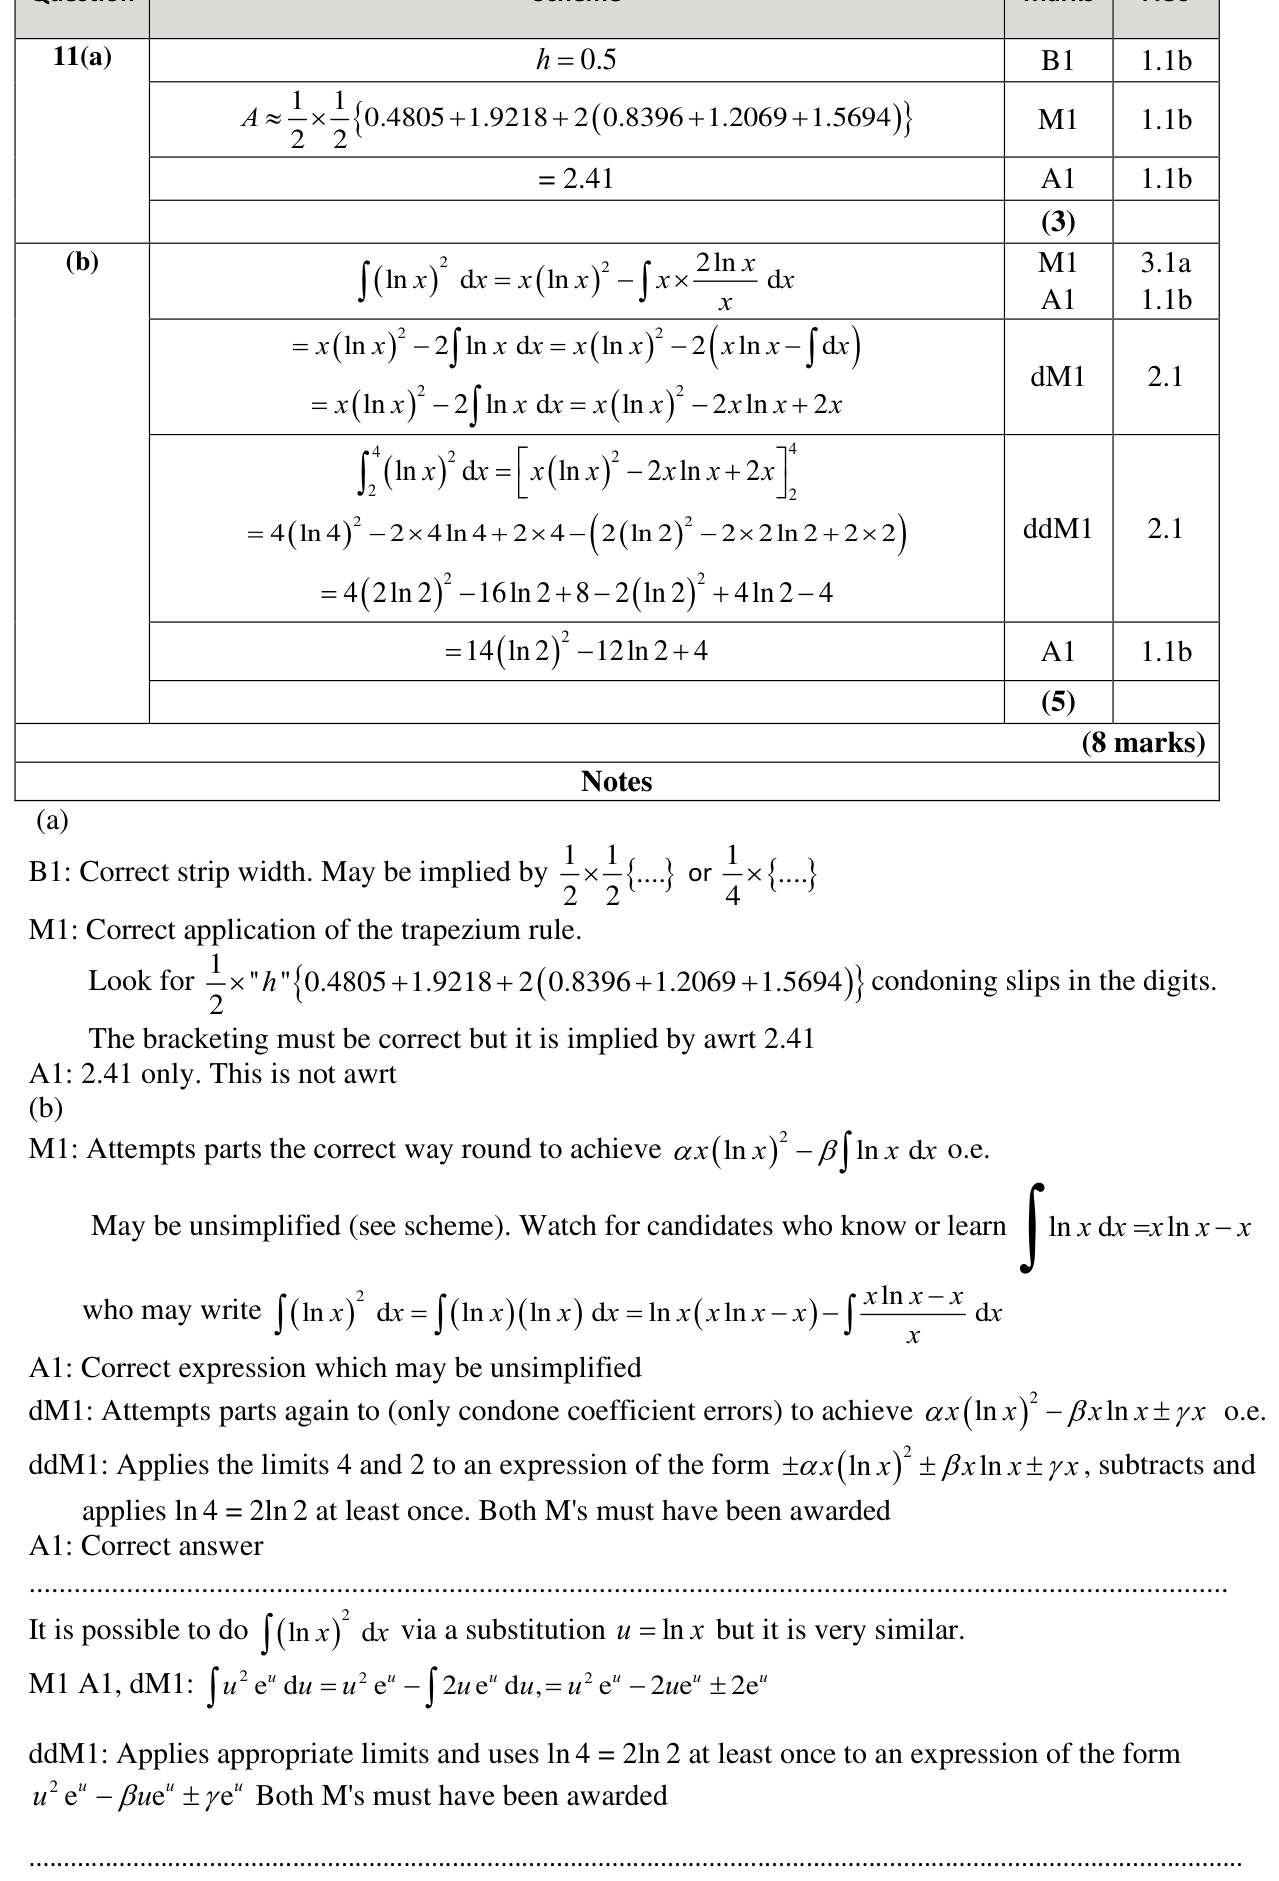 Question Scheme Marks AOs
11(a) h = 0.5 B1 1.1b
A ≈ 1/2 × 1/2 {0.4805 + 1.9218 + 2(0.8396 + 1.2069 + 1.5694)} M1 1.1b
= 2.41 A1 1.1b
(3)
(b) ∫(ln x)² dx = x(ln x)² − ∫ x × (2 ln x)/x dx M1 3.1a
A1 1.1b
= x(ln x)² − 2∫ ln x dx = x(ln x)² − 2(x ln x − ∫ dx)
dM1 2.1
= x(ln x)² − 2∫ ln x dx = x(ln x)² − 2x ln x + 2x
∫₂⁴ (ln x)² dx = [x(ln x)² − 2x ln x + 2x]₂⁴
= 4(ln 4)² − 2×4 ln 4 + 2×4 − (2(ln 2)² − 2×2 ln 2 + 2×2) ddM1 2.1
= 4(2 ln 2)² − 16 ln 2 + 8 − 2(ln 2)² + 4 ln 2 − 4
= 14(ln 2)² − 12 ln 2 + 4 A1 1.1b
(5)
(8 marks)
Notes
(a)
B1: Correct strip width. May be implied by 1/2 × 1/2 {....} or 1/4 × {....}
M1: Correct application of the trapezium rule.
Look for 1/2 × "h"{0.4805 + 1.9218 + 2(0.8396 + 1.2069 + 1.5694)} condoning slips in the digits.
The bracketing must be correct but it is implied by awrt 2.41
A1: 2.41 only. This is not awrt
(b)
M1: Attempts parts the correct way round to achieve αx(ln x)² − β∫ ln x dx o.e.
May be unsimplified (see scheme). Watch for candidates who know or learn ∫ ln x dx = x ln x − x
who may write ∫(ln x)² dx = ∫(ln x)(ln x) dx = ln x(x ln x − x) − ∫ (x ln x − x)/x dx
A1: Correct expression which may be unsimplified
dM1: Attempts parts again to (only condone coefficient errors) to achieve αx(ln x)² − βx ln x ± γx o.e.
ddM1: Applies the limits 4 and 2 to an expression of the form ±αx(ln x)² ± βx ln x ± γx, subtracts and
applies ln 4 = 2ln 2 at least once. Both M's must have been awarded
A1: Correct answer
................................................................................
It is possible to do ∫(ln x)² dx via a substitution u = ln x but it is very similar.
M1 A1, dM1: ∫u² eᵘ du = u² eᵘ − ∫ 2u eᵘ du, = u² eᵘ − 2ueᵘ ± 2eᵘ
ddM1: Applies appropriate limits and uses ln 4 = 2ln 2 at least once to an expression of the form
u² eᵘ − βueᵘ ± γeᵘ Both M's must have been awarded
................................................................................